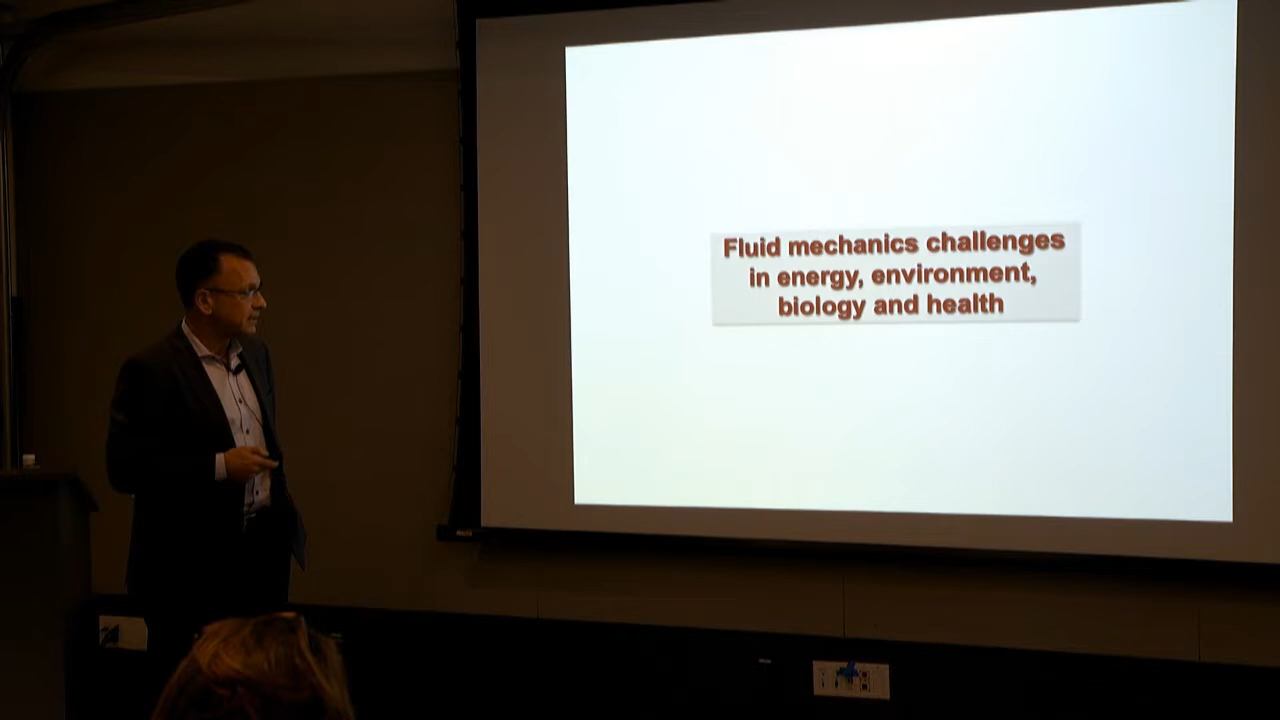 Fluid mechanics challenges
in energy, environment,
biology and health